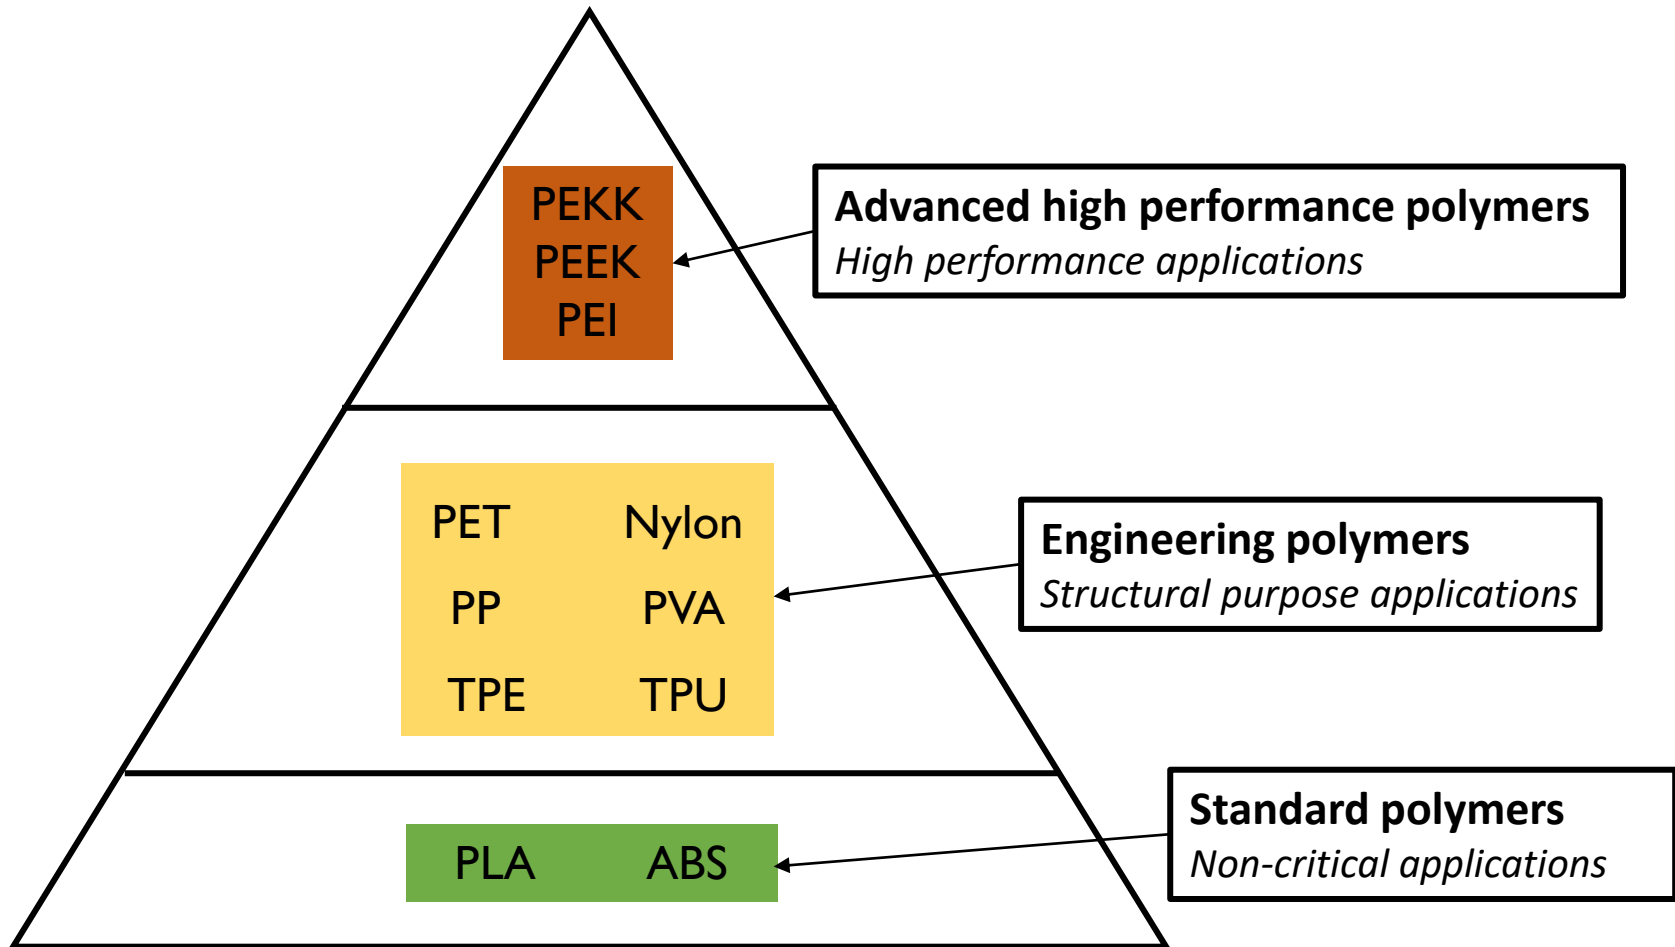 PEKK
PEEK
PEI
Advanced high performance polymers
High performance applications
PET Nylon
PP PVA
TPE TPU
Engineering polymers
Structural purpose applications
PLA ABS
Standard polymers
Non-critical applications